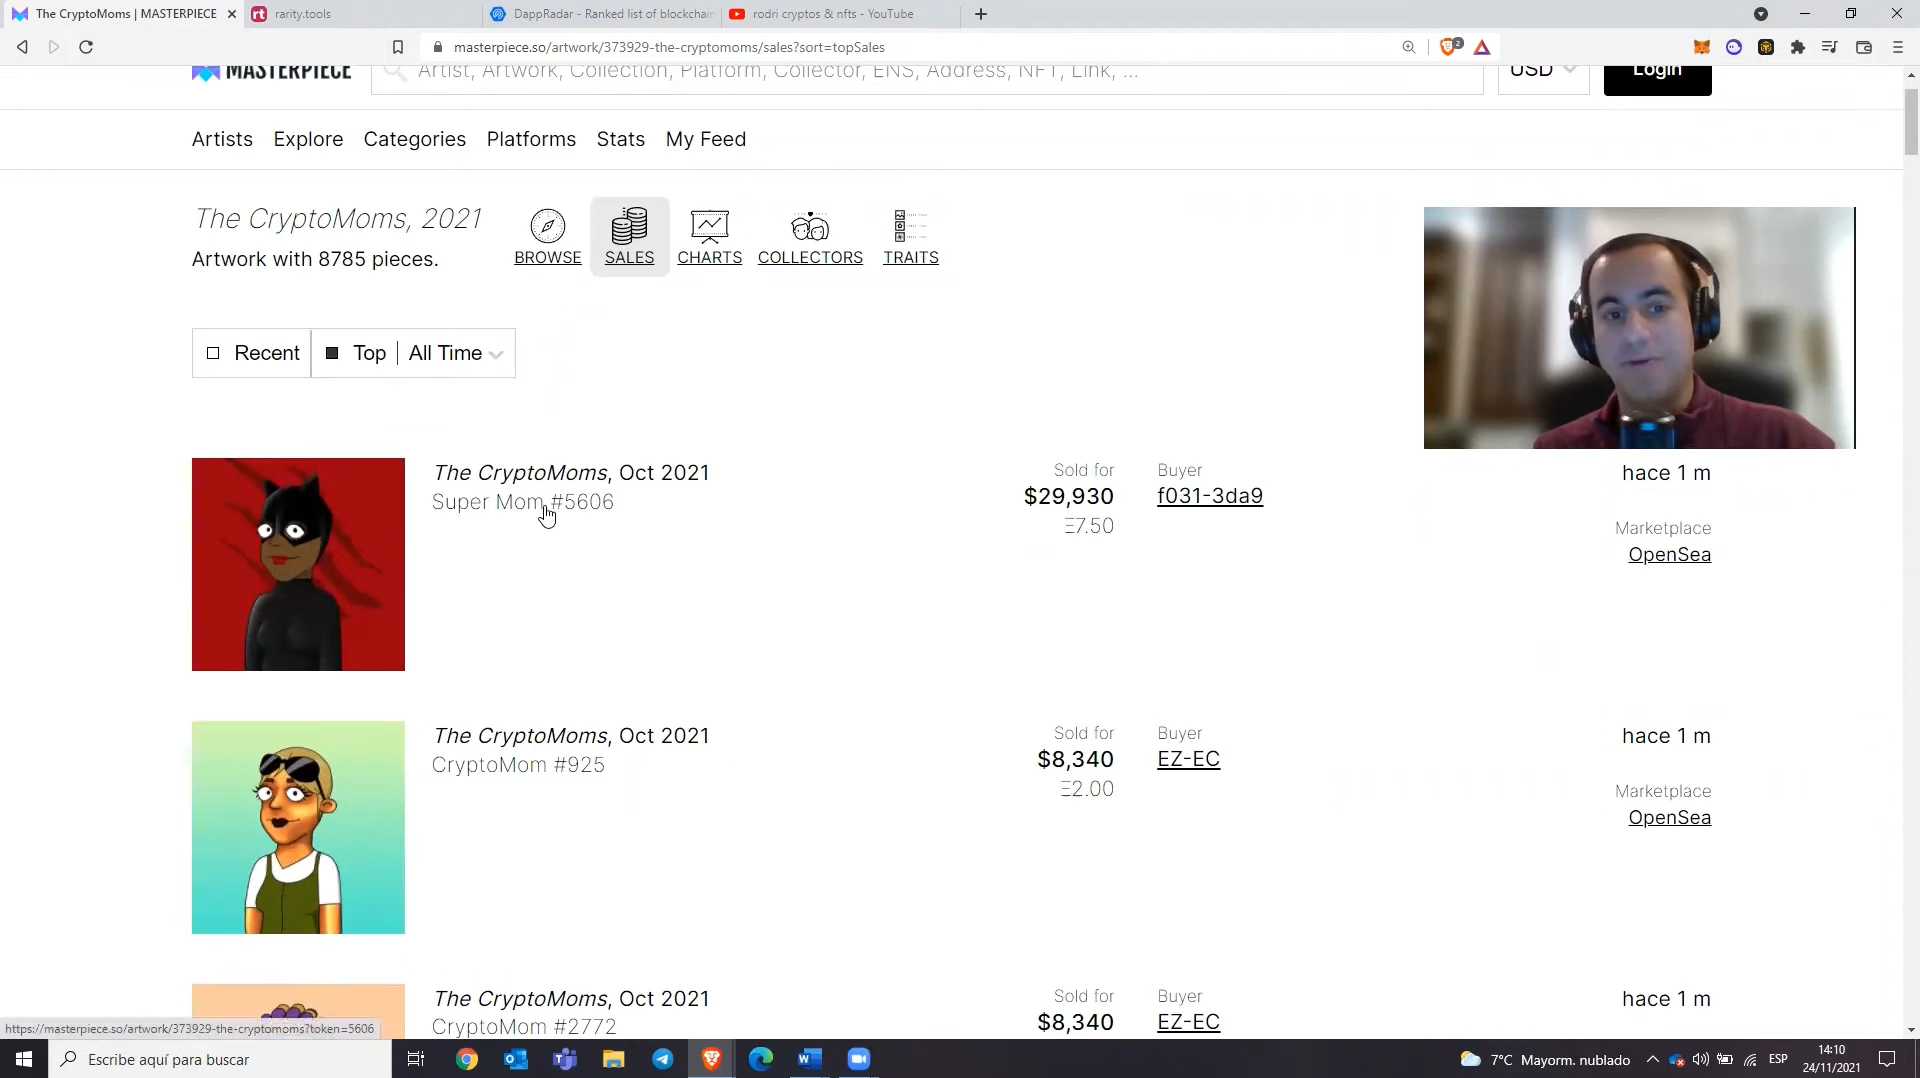 The CryptoMoms | MASTERPIECE
rt rarity.tools
DappRadar - Ranked list of blockchain
rodri cryptos & nfts - YouTube
masterpiece.so/artwork/373929-the-cryptomoms/sales?sort=topSales
2
MASTERPIECE
Artist, Artwork, Collection, Platform, Collector, ENS, Address, NFT, Link, ...
USD
Login
Artists Explore Categories Platforms Stats My Feed
The CryptoMoms, 2021
Artwork with 8785 pieces.
BROWSE SALES CHARTS COLLECTORS TRAITS
Recent Top All Time
The CryptoMoms, Oct 2021
Super Mom #5606
Sold for
$29,930
Ξ7.50
Buyer
f031-3da9
hace 1 m
Marketplace
OpenSea
The CryptoMoms, Oct 2021
CryptoMom #925
Sold for
$8,340
Ξ2.00
Buyer
EZ-EC
hace 1 m
Marketplace
OpenSea
The CryptoMoms, Oct 2021
CryptoMom #2772
Sold for
$8,340
Buyer
EZ-EC
hace 1 m
https://masterpiece.so/artwork/373929-the-cryptomoms?token=5606
Escribe aquí para buscar
7°C Mayorm. nublado
ESP
14:10
24/11/2021